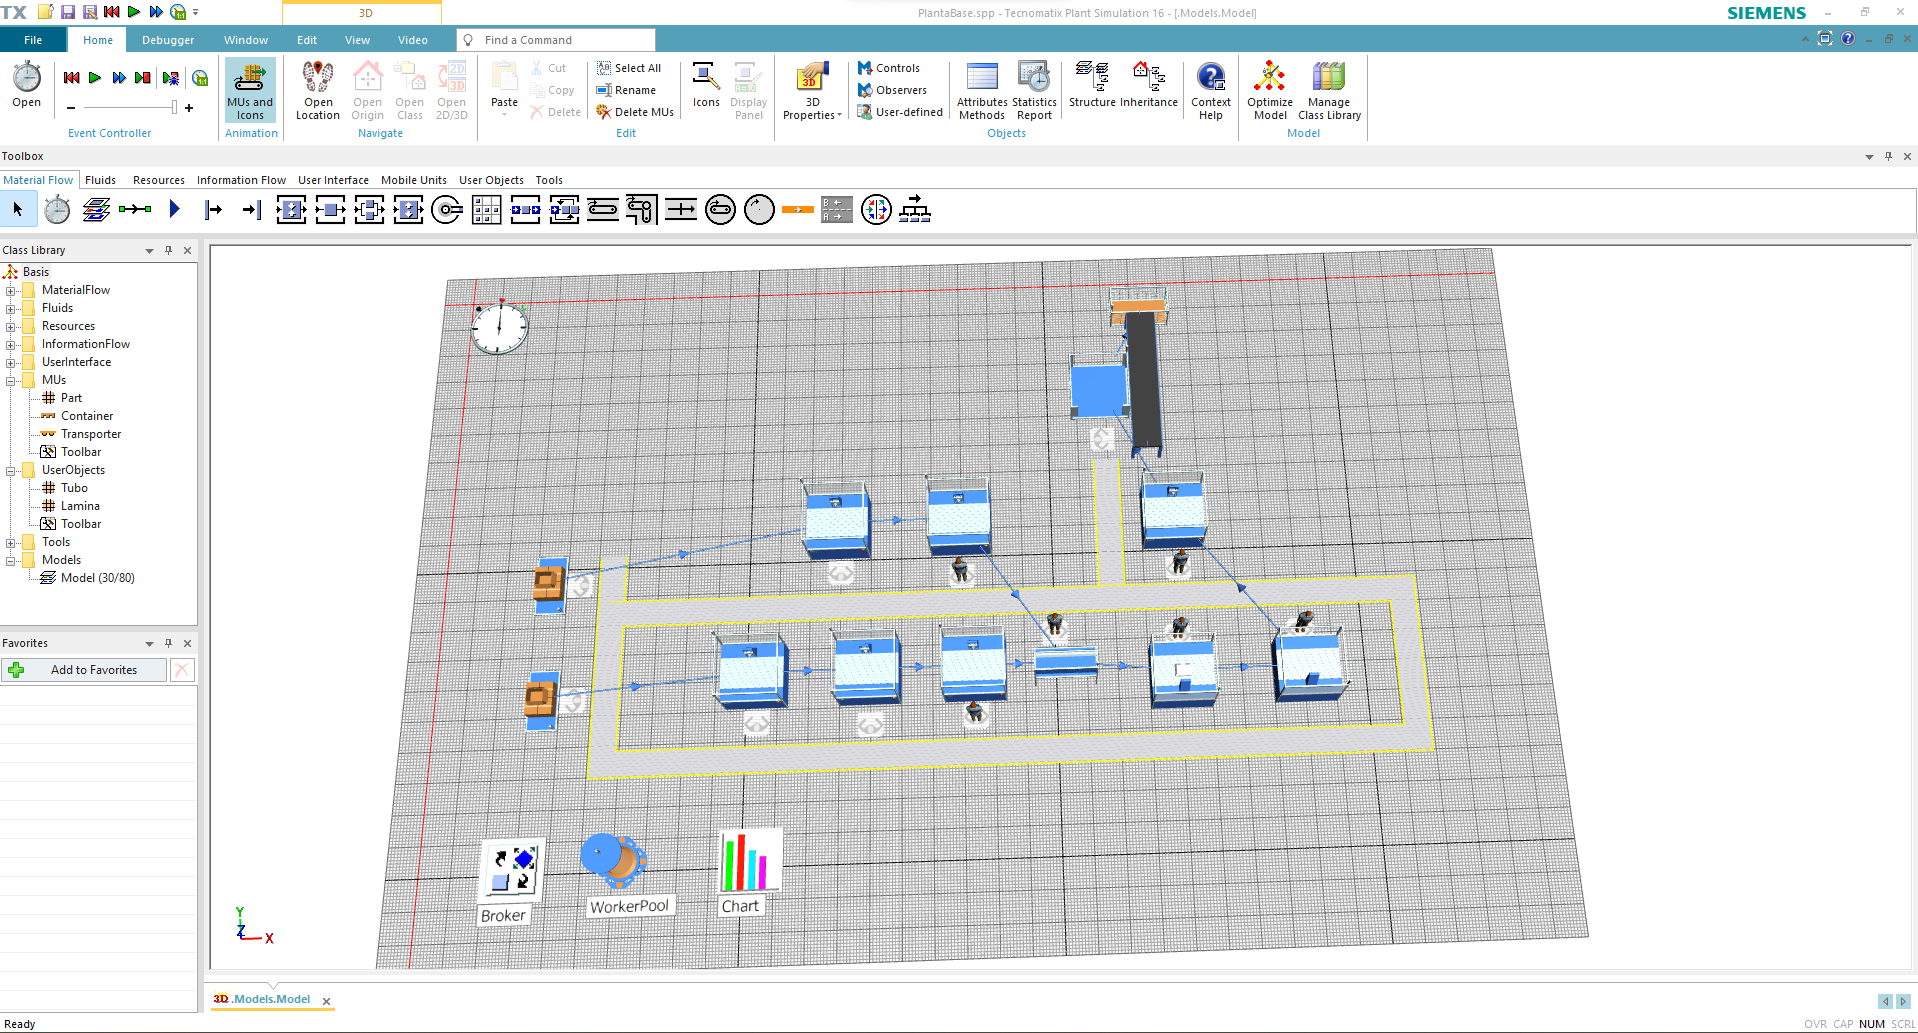 TX
3D
PlantaBase.spp - Tecnomatix Plant Simulation 16 - [.Models.Model]
SIEMENS
File
Home
Debugger
Window
Edit
View
Video
Find a Command
Open
Event Controller
MUs and Icons
Animation
Open Location
Open Origin
Open Class
Open 2D/3D
Navigate
Paste
Cut
Copy
Delete
Select All
Rename
Delete MUs
Edit
Icons
Display Panel
3D Properties
Controls
Observers
User-defined
Attributes Methods
Statistics Report
Objects
Structure
Inheritance
Context Help
Optimize Model
Manage Class Library
Model
Toolbox
Material Flow
Fluids
Resources
Information Flow
User Interface
Mobile Units
User Objects
Tools
Class Library
Basis
MaterialFlow
Fluids
Resources
InformationFlow
UserInterface
MUs
Part
Container
Transporter
Toolbar
UserObjects
Tubo
Lamina
Toolbar
Tools
Models
Model (30/80)
Favorites
Add to Favorites
Broker
WorkerPool
Chart
Y
Z
X
3D .Models.Model
Ready
OVR CAP NUM SCRL